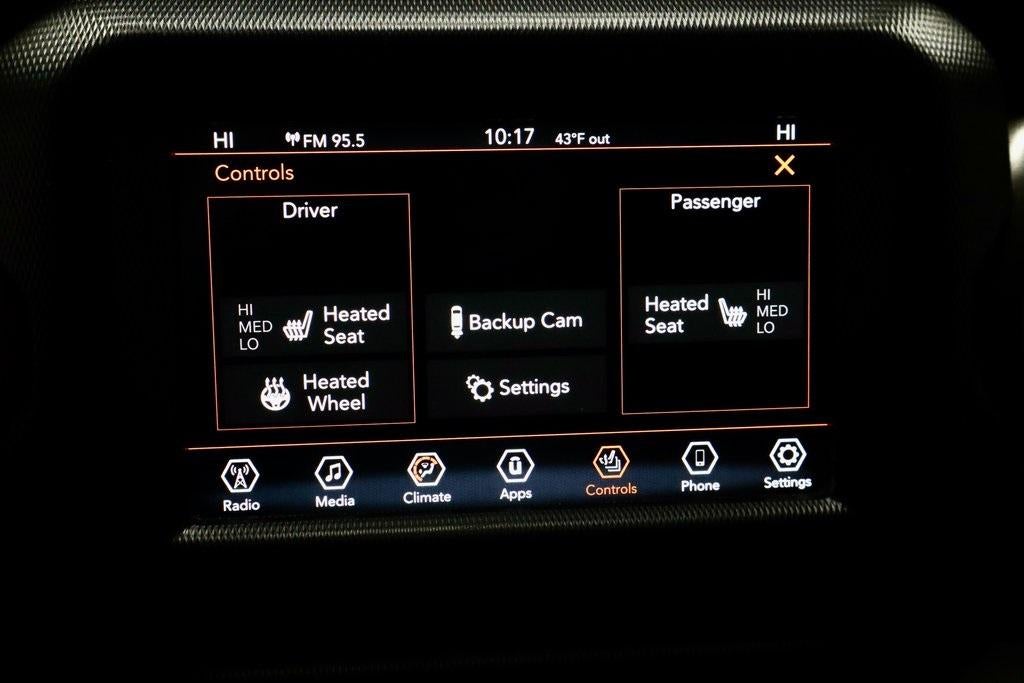 HI FM 95.5 10:17 43°F out HI
Controls
Driver
HI
MED
LO
Heated
Seat
Heated
Wheel
Backup Cam
Settings
Passenger
Heated
Seat
HI
MED
LO
Radio Media Climate Apps Controls Phone Settings